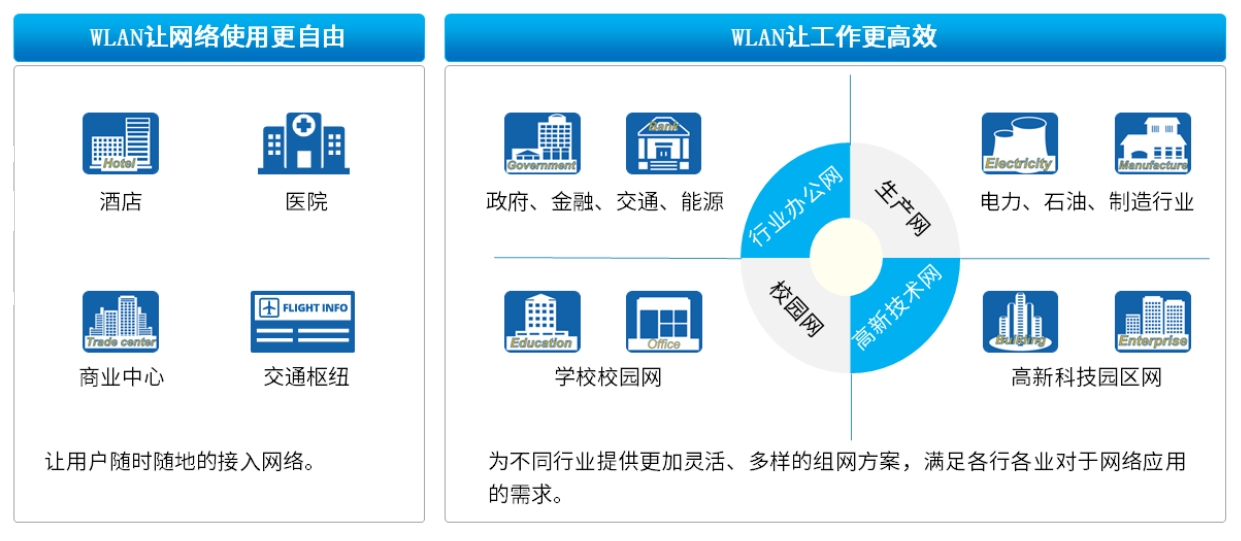 WLAN让网络使用更自由
Hotel
酒店
医院
Trade center
FLIGHT INFO
商业中心
交通枢纽
让用户随时随地的接入网络。
WLAN让工作更高效
Government
Bank
政府、金融、交通、能源
Electricity
Manufacture
电力、石油、制造行业
行业办公网
生产网
校园网
高新技术网
Education
Office
学校校园网
Building
Enterprise
高新科技园区网
为不同行业提供更加灵活、多样的组网方案，满足各行各业对于网络应用
的需求。